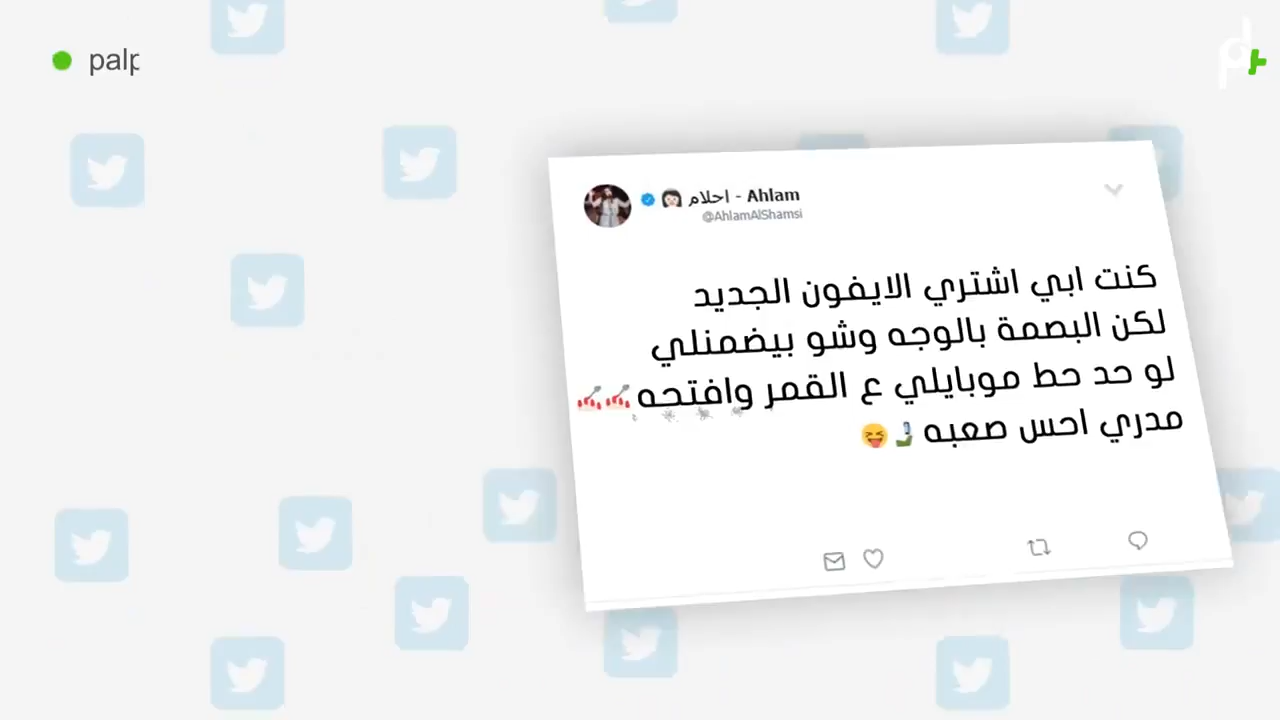 palp
احلام - Ahlam
@AhlamAlShamsi
كنت ابي اشتري الايفون الجديد
لكن البصمة بالوجه وشو بيضمنلي
لو حد حط موبايلي ع القمر وافتحه
مدري احس صعبه